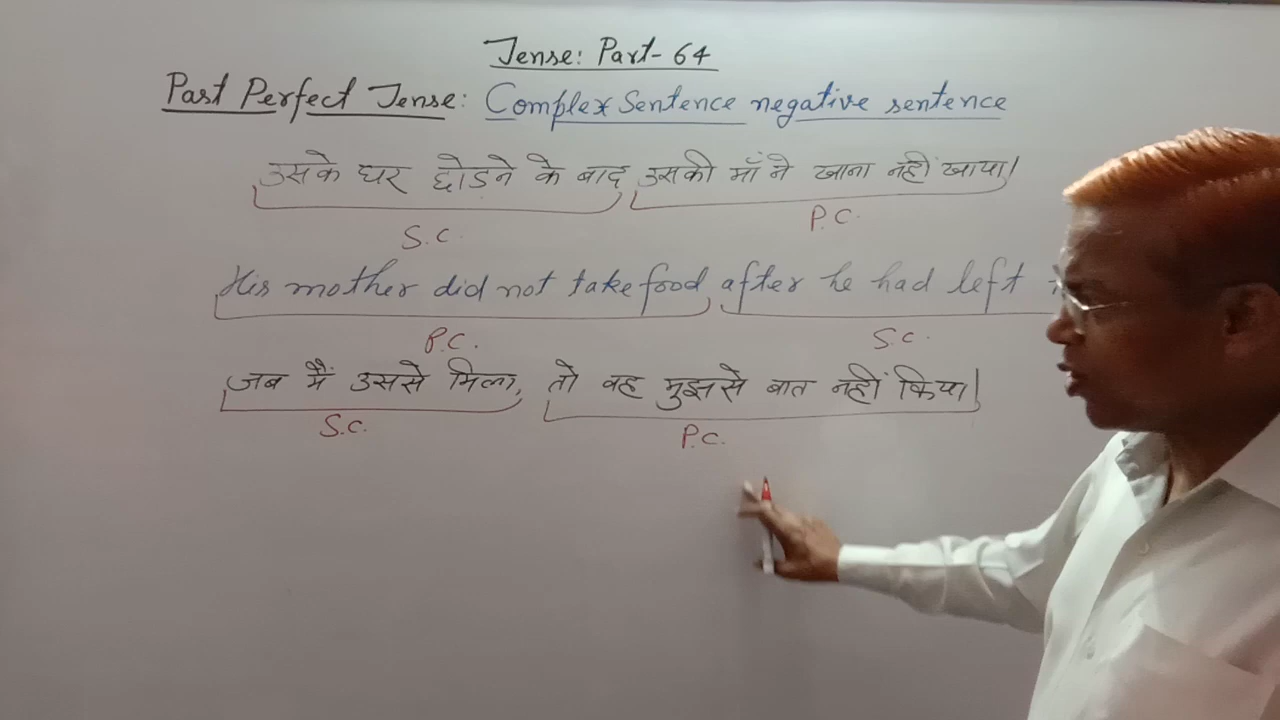 Tense: Part-64
Past Perfect Tense: Complex Sentence negative sentence
उसके घर छोडने के बाद उसकी माँ ने खाना नहीं खाया।
S.C. P.C.
His mother did not take food after he had left
P.C. S.C.
जब मैं उससे मिला, तो वह मुझसे बात नहीं किया।
S.C. P.C.